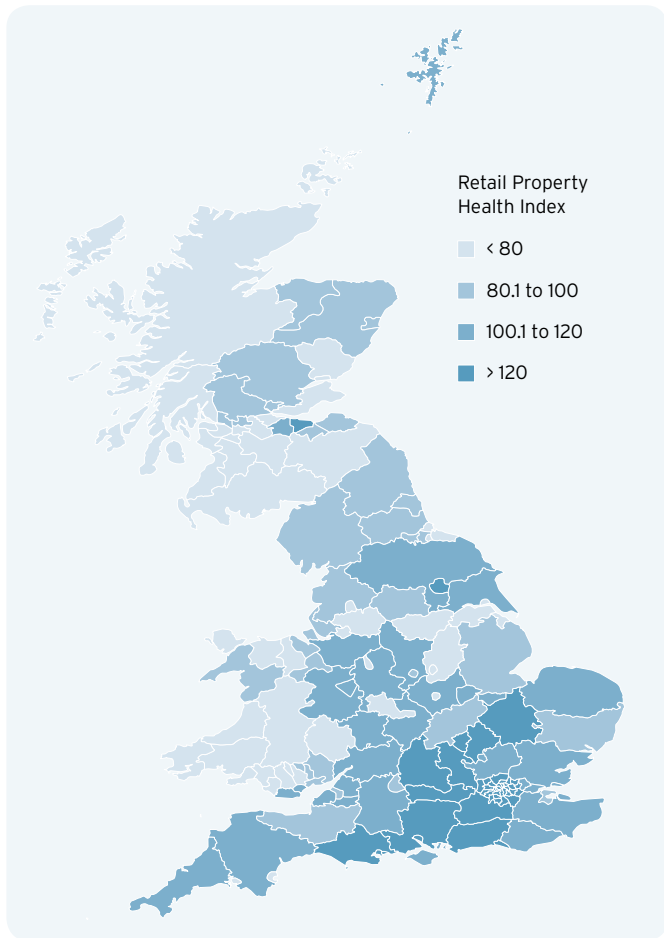 Retail Property
Health Index
< 80
80.1 to 100
100.1 to 120
> 120